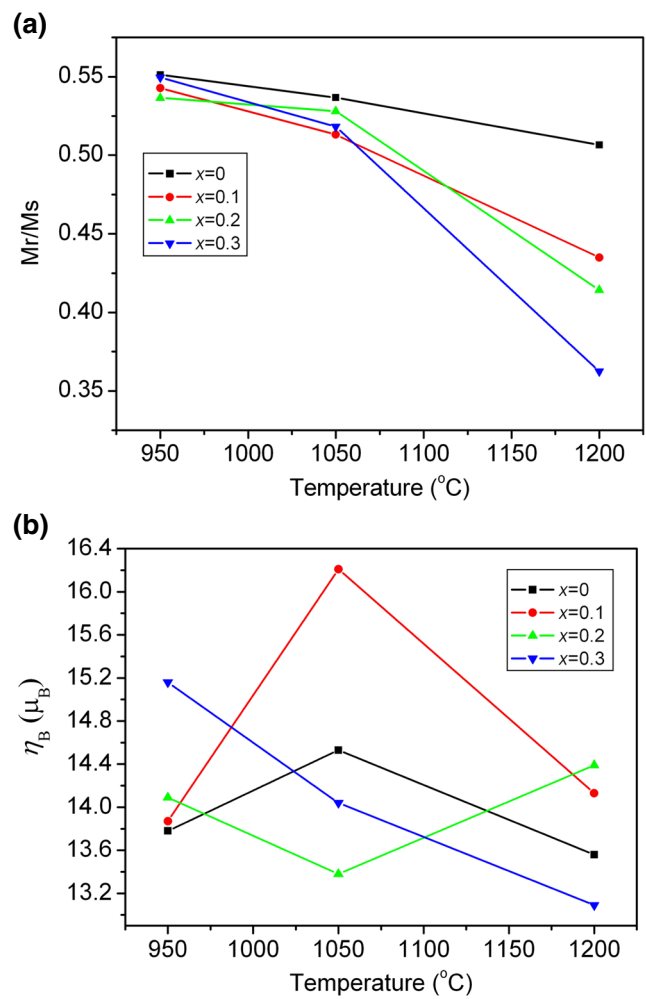 (a)
0.55
0.50
0.45
0.40
0.35
Mr/Ms
x=0
x=0.1
x=0.2
x=0.3
950 1000 1050 1100 1150 1200
Temperature (°C)
(b)
16.4
16.0
15.6
15.2
14.8
14.4
14.0
13.6
13.2
η_B (μ_B)
x=0
x=0.1
x=0.2
x=0.3
950 1000 1050 1100 1150 1200
Temperature (°C)